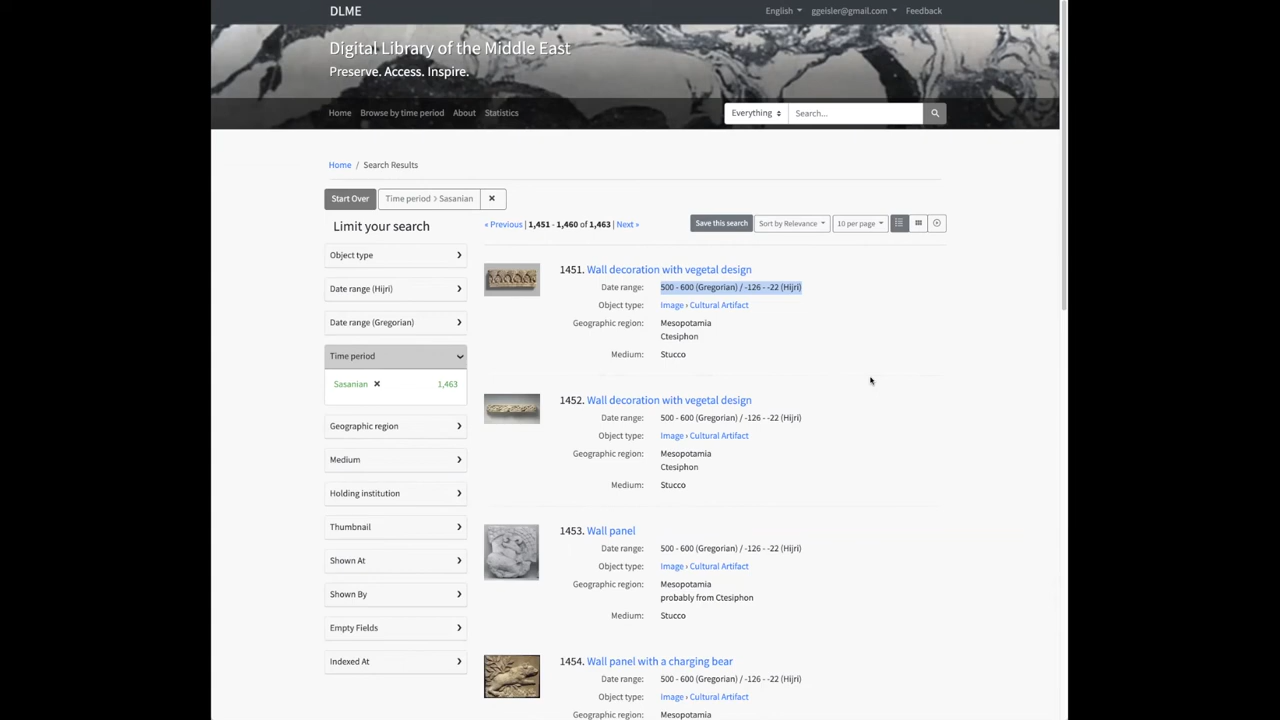 DLME
English ggeisler@gmail.com Feedback
Digital Library of the Middle East
Preserve. Access. Inspire.
Home Browse by time period About Statistics
Everything Search...
Home / Search Results
Start Over Time period > Sasanian ✖
Limit your search
« Previous | 1,451 - 1,460 of 1,463 | Next »
Save this search Sort by Relevance 10 per page
Object type
Date range (Hijri)
Date range (Gregorian)
Time period
Sasanian ✖ 1,463
Geographic region
Medium
Holding institution
Thumbnail
Shown At
Shown By
Empty Fields
Indexed At
1451. Wall decoration with vegetal design
Date range: 500 - 600 (Gregorian) / -126 - -22 (Hijri)
Object type: Image › Cultural Artifact
Geographic region: Mesopotamia
Ctesiphon
Medium: Stucco
1452. Wall decoration with vegetal design
Date range: 500 - 600 (Gregorian) / -126 - -22 (Hijri)
Object type: Image › Cultural Artifact
Geographic region: Mesopotamia
Ctesiphon
Medium: Stucco
1453. Wall panel
Date range: 500 - 600 (Gregorian) / -126 - -22 (Hijri)
Object type: Image › Cultural Artifact
Geographic region: Mesopotamia
probably from Ctesiphon
Medium: Stucco
1454. Wall panel with a charging bear
Date range: 500 - 600 (Gregorian) / -126 - -22 (Hijri)
Object type: Image › Cultural Artifact
Geographic region: Mesopotamia